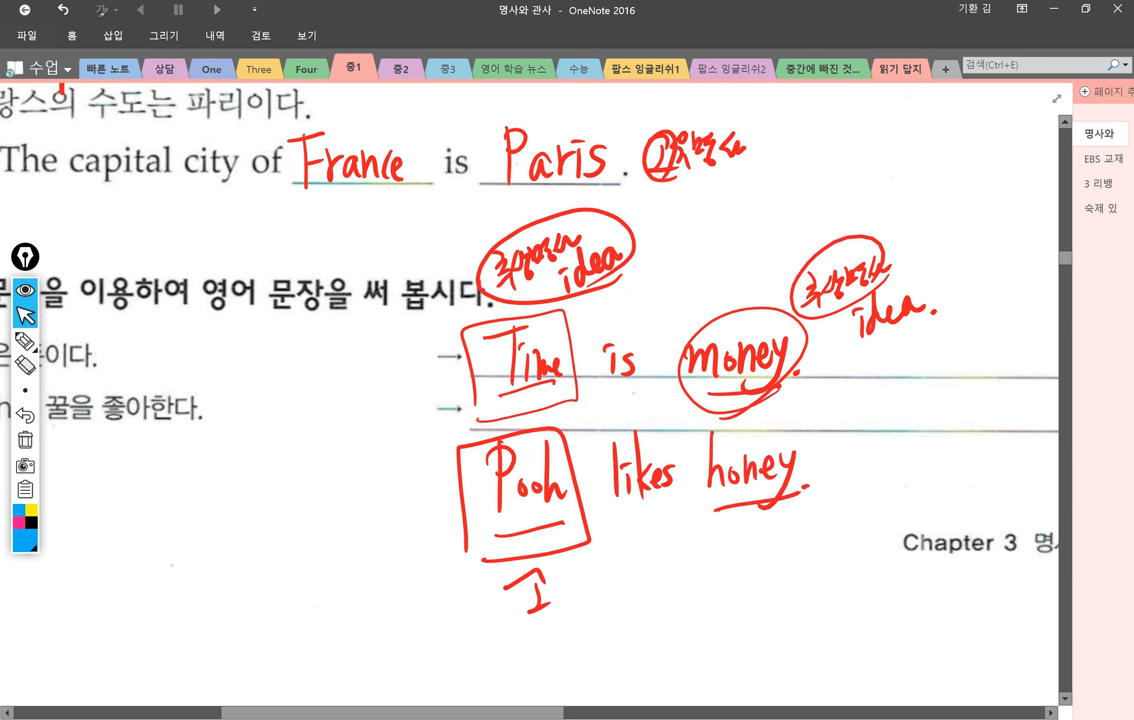 명사와 관사 - OneNote 2016
기환 김
파일 홈 삽입 그리기 내역 검토 보기
수업 빠른 노트 상담 One Three Four 중1 중2 중3 영어 학습 뉴스 수능 팝스 잉글리쉬1 팝스 잉글리쉬2 중간에 빠진 것... 읽기 답지 + 검색(Ctrl+E)
페이지 추
명사와
EBS 교재
3 리뱅
숙제 있
랑스의 수도는 파리이다.
The capital city of France is Paris.
추상명사
idea
추상명사
idea.
을 이용하여 영어 문장을 써 봅시다.
은 돈이다. → Time is money.
꿀을 좋아한다. →
Pooh likes honey.
I
Chapter 3 명